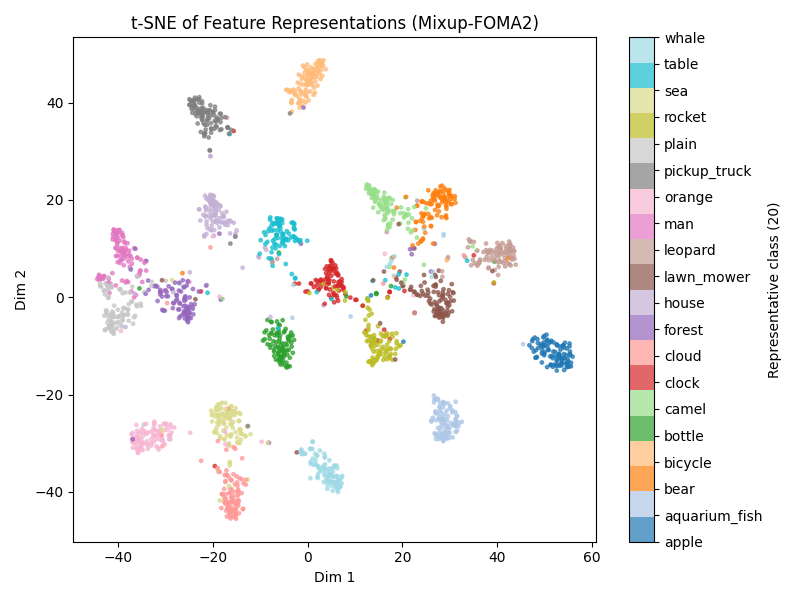 t-SNE of Feature Representations (Mixup-FOMA2)
Dim 2
40
20
0
−20
−40
−40
−20
0
20
40
60
Dim 1
whale
table
sea
rocket
plain
pickup_truck
orange
man
leopard
lawn_mower
house
forest
cloud
clock
camel
bottle
bicycle
bear
aquarium_fish
apple
Representative class (20)